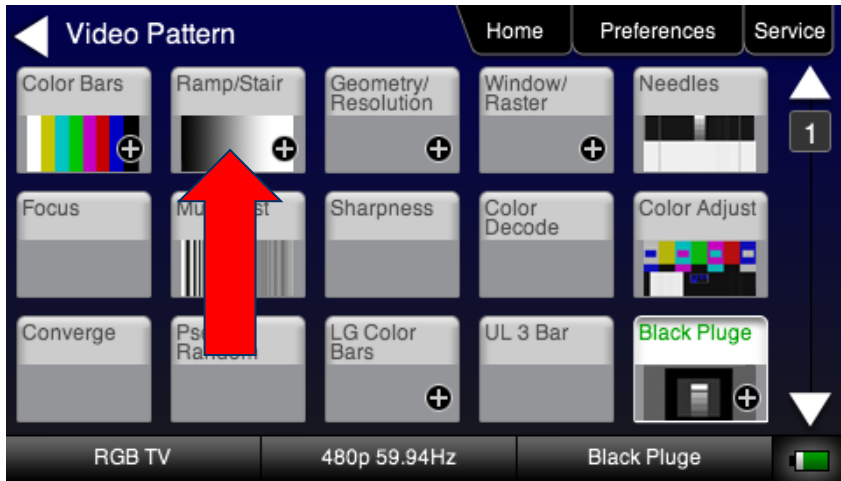 Video Pattern
Home
Preferences
Service
Color Bars
Ramp/Stair
Geometry/
Resolution
Window/
Raster
Needles
1
Focus
Sharpness
Color
Decode
Color Adjust
Converge
LG Color
Bars
UL 3 Bar
Black Pluge
RGB TV
480p 59.94Hz
Black Pluge